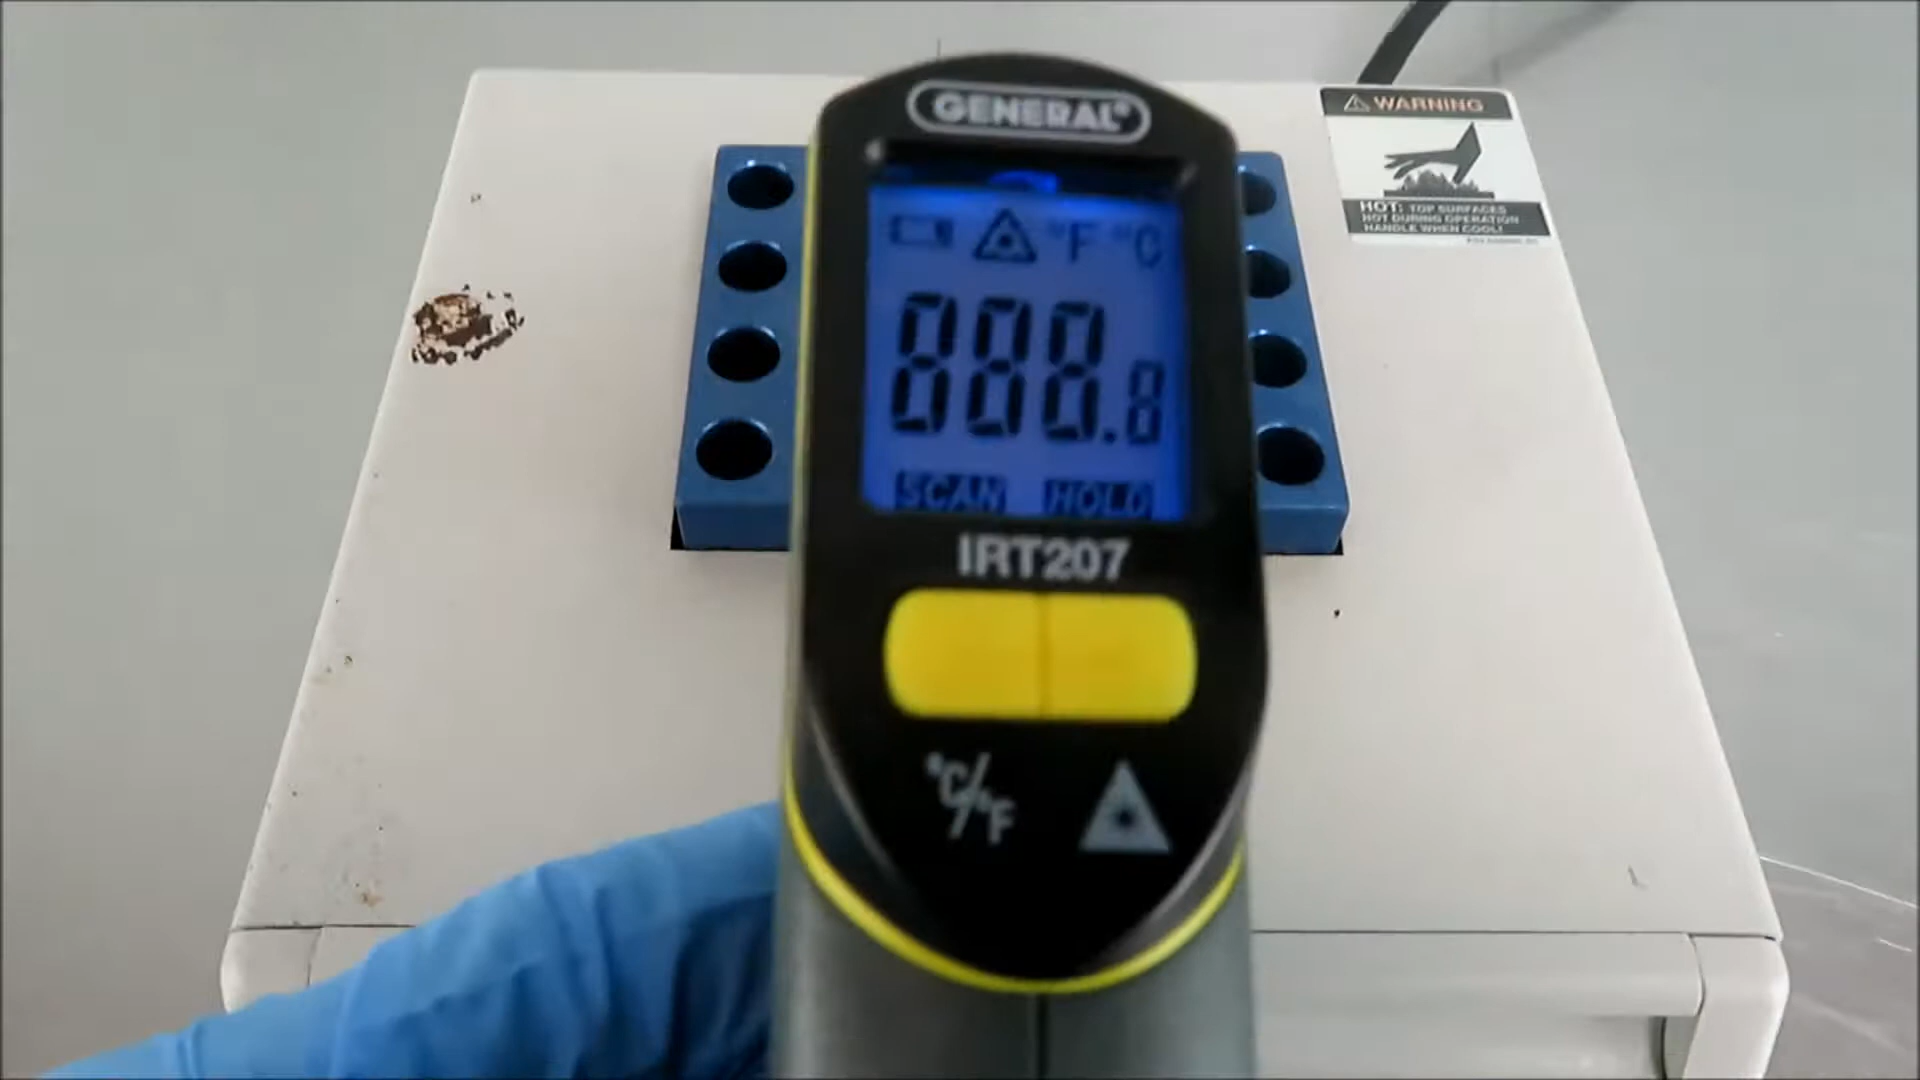 GENERAL®
WARNING
HOT: TOP SURFACES
HOT DURING OPERATION
HANDLE WHEN COOL!
°F °C
888.8
SCAN HOLD
IRT207
°C/°F